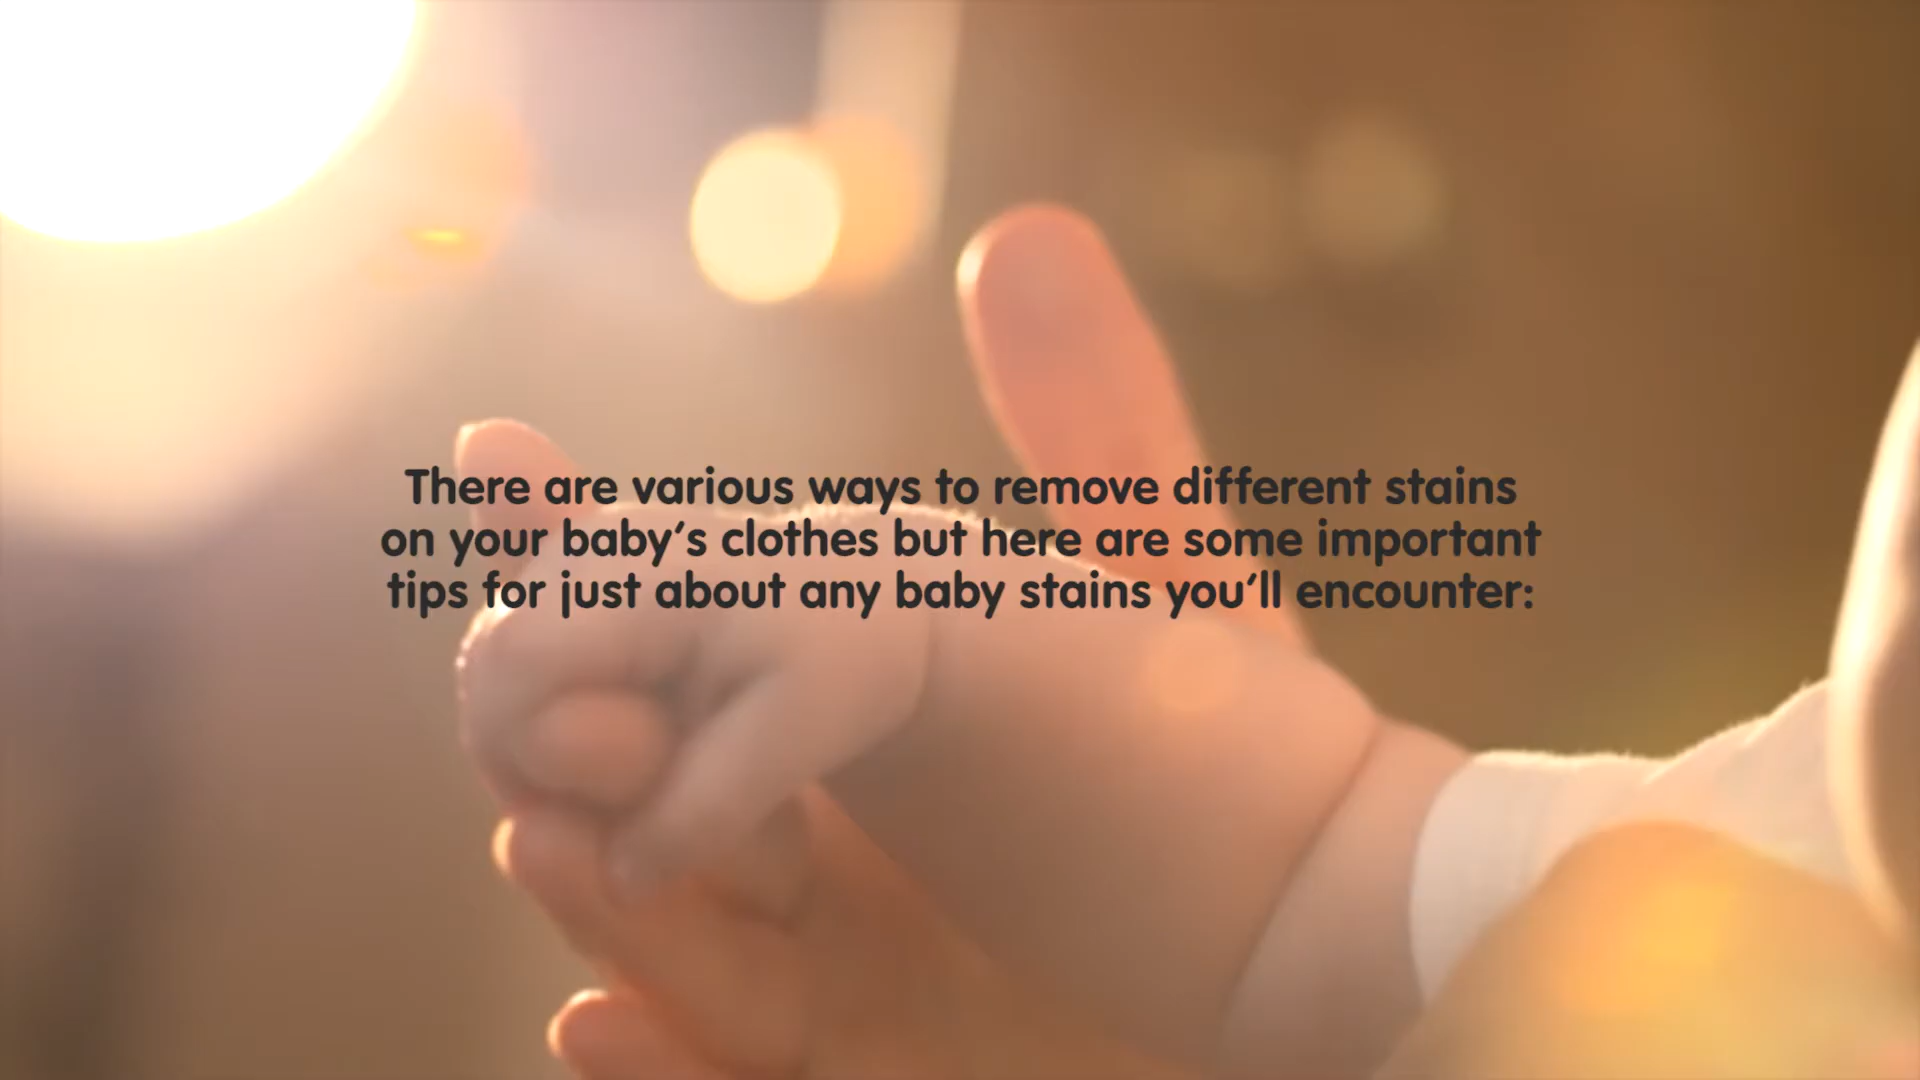 There are various ways to remove different stains
on your baby's clothes but here are some important
tips for just about any baby stains you'll encounter: